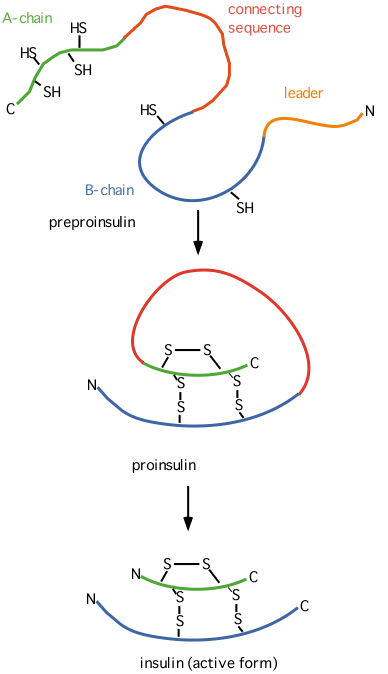 A-chain
connecting
sequence
HS
HS
SH
SH
C
leader
HS
N
B-chain
SH
preproinsulin
S S
C
N
S S
S S
proinsulin
S S
N C
N S S C
S S
insulin (active form)